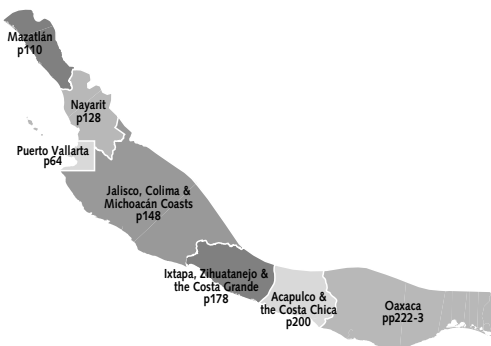 Mazatlán
p110
Nayarit
p128
Puerto Vallarta
p64
Jalisco, Colima &
Michoacán Coasts
p148
Ixtapa, Zihuatanejo &
the Costa Grande
p178
Acapulco &
the Costa Chica
p200
Oaxaca
pp222-3